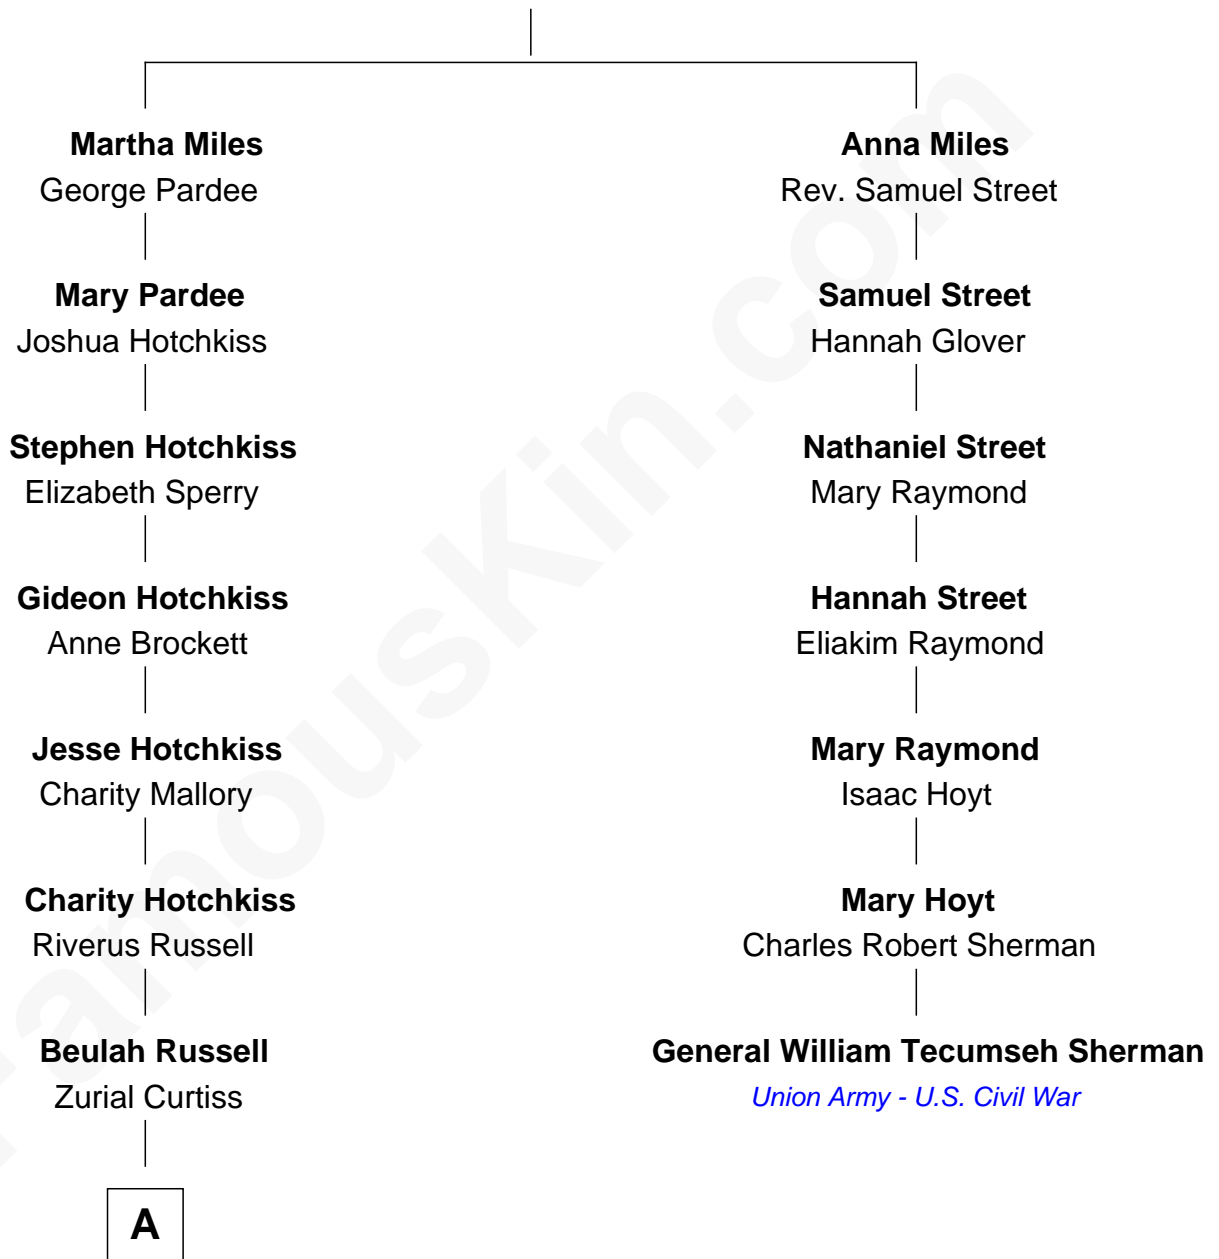 Martha Miles
George Pardee
Anna Miles
Rev. Samuel Street
Mary Pardee
Joshua Hotchkiss
Samuel Street
Hannah Glover
Stephen Hotchkiss
Elizabeth Sperry
Nathaniel Street
Mary Raymond
Gideon Hotchkiss
Anne Brockett
Hannah Street
Eliakim Raymond
Jesse Hotchkiss
Charity Mallory
Mary Raymond
Isaac Hoyt
Charity Hotchkiss
Riverus Russell
Mary Hoyt
Charles Robert Sherman
Beulah Russell
Zurial Curtiss
General William Tecumseh Sherman
Union Army - U.S. Civil War
A
FamousKin.com